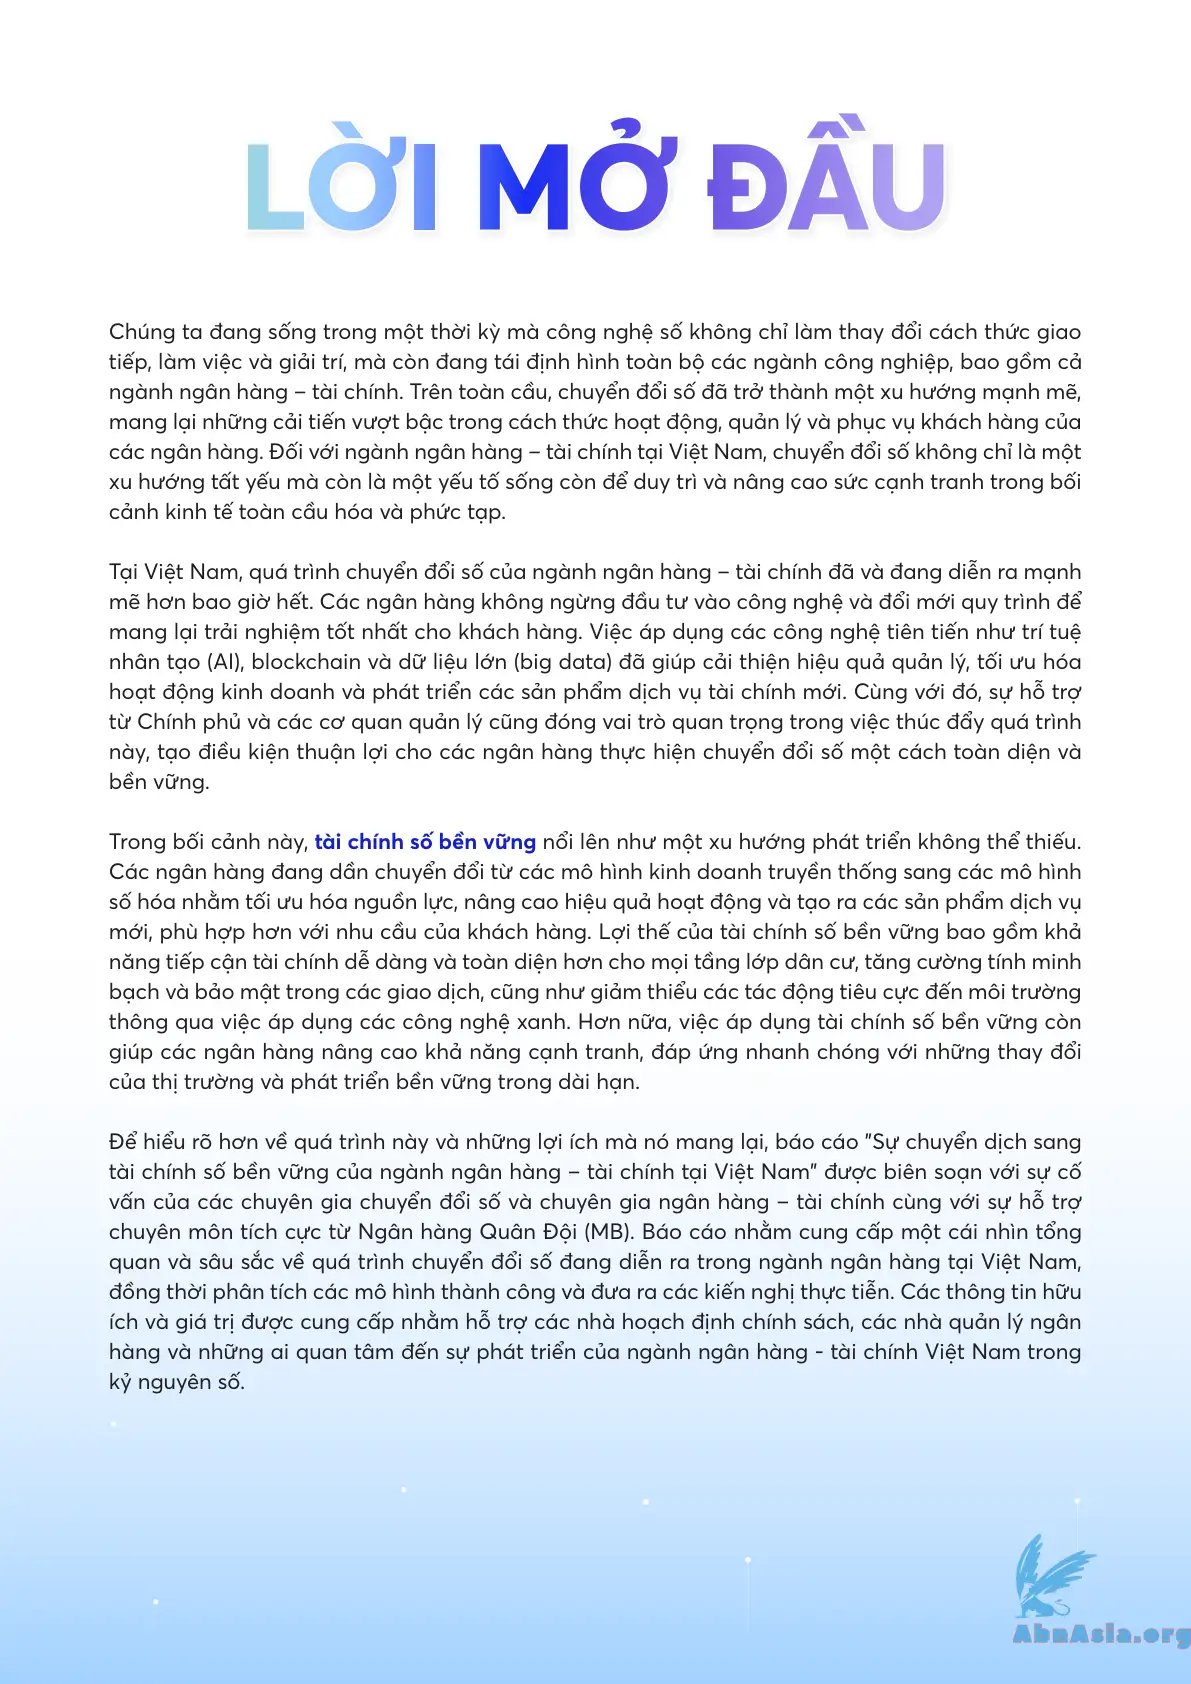 LỜI MỞ ĐẦU
Chúng ta đang sống trong một thời kỳ mà công nghệ số không chỉ làm thay đổi cách thức giao
tiếp, làm việc và giải trí, mà còn đang tái định hình toàn bộ các ngành công nghiệp, bao gồm cả
ngành ngân hàng – tài chính. Trên toàn cầu, chuyển đổi số đã trở thành một xu hướng mạnh mẽ,
mang lại những cải tiến vượt bậc trong cách thức hoạt động, quản lý và phục vụ khách hàng của
các ngân hàng. Đối với ngành ngân hàng – tài chính tại Việt Nam, chuyển đổi số không chỉ là một
xu hướng tất yếu mà còn là một yếu tố sống còn để duy trì và nâng cao sức cạnh tranh trong bối
cảnh kinh tế toàn cầu hóa và phức tạp.
Tại Việt Nam, quá trình chuyển đổi số của ngành ngân hàng – tài chính đã và đang diễn ra mạnh
mẽ hơn bao giờ hết. Các ngân hàng không ngừng đầu tư vào công nghệ và đổi mới quy trình để
mang lại trải nghiệm tốt nhất cho khách hàng. Việc áp dụng các công nghệ tiên tiến như trí tuệ
nhân tạo (AI), blockchain và dữ liệu lớn (big data) đã giúp cải thiện hiệu quả quản lý, tối ưu hóa
hoạt động kinh doanh và phát triển các sản phẩm dịch vụ tài chính mới. Cùng với đó, sự hỗ trợ
từ Chính phủ và các cơ quan quản lý cũng đóng vai trò quan trọng trong việc thúc đẩy quá trình
này, tạo điều kiện thuận lợi cho các ngân hàng thực hiện chuyển đổi số một cách toàn diện và
bền vững.
Trong bối cảnh này, tài chính số bền vững nổi lên như một xu hướng phát triển không thể thiếu.
Các ngân hàng đang dần chuyển đổi từ các mô hình kinh doanh truyền thống sang các mô hình
số hóa nhằm tối ưu hóa nguồn lực, nâng cao hiệu quả hoạt động và tạo ra các sản phẩm dịch vụ
mới, phù hợp hơn với nhu cầu của khách hàng. Lợi thế của tài chính số bền vững bao gồm khả
năng tiếp cận tài chính dễ dàng và toàn diện hơn cho mọi tầng lớp dân cư, tăng cường tính minh
bạch và bảo mật trong các giao dịch, cũng như giảm thiểu các tác động tiêu cực đến môi trường
thông qua việc áp dụng các công nghệ xanh. Hơn nữa, việc áp dụng tài chính số bền vững còn
giúp các ngân hàng nâng cao khả năng cạnh tranh, đáp ứng nhanh chóng với những thay đổi
của thị trường và phát triển bền vững trong dài hạn.
Để hiểu rõ hơn về quá trình này và những lợi ích mà nó mang lại, báo cáo "Sự chuyển dịch sang
tài chính số bền vững của ngành ngân hàng – tài chính tại Việt Nam" được biên soạn với sự cố
vấn của các chuyên gia chuyển đổi số và chuyên gia ngân hàng – tài chính cùng với sự hỗ trợ
chuyên môn tích cực từ Ngân hàng Quân Đội (MB). Báo cáo nhằm cung cấp một cái nhìn tổng
quan và sâu sắc về quá trình chuyển đổi số đang diễn ra trong ngành ngân hàng tại Việt Nam,
đồng thời phân tích các mô hình thành công và đưa ra các kiến nghị thực tiễn. Các thông tin hữu
ích và giá trị được cung cấp nhằm hỗ trợ các nhà hoạch định chính sách, các nhà quản lý ngân
hàng và những ai quan tâm đến sự phát triển của ngành ngân hàng - tài chính Việt Nam trong
kỷ nguyên số.
AbnAsia.org